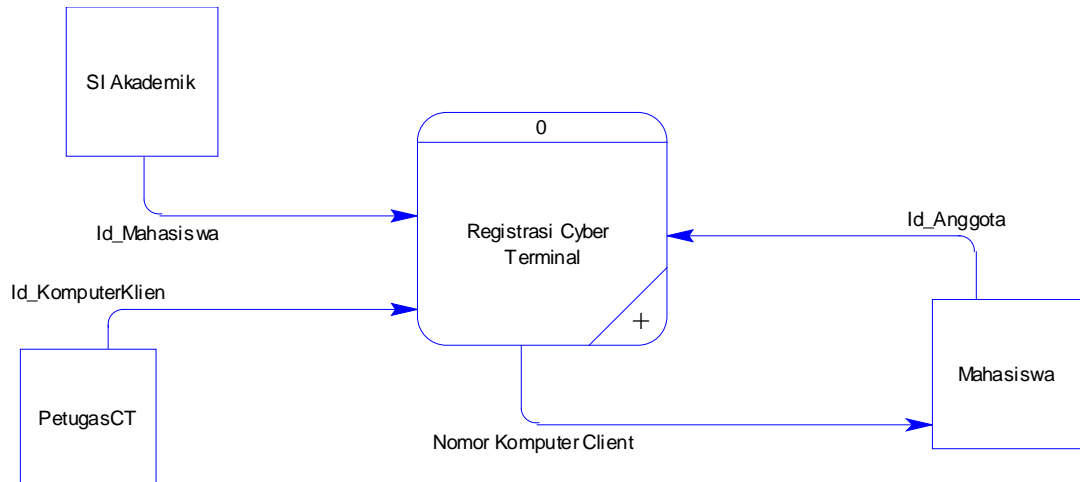 SI Akademik
0
Id_Mahasiswa
Registrasi Cyber
Terminal
Id_Anggota
Id_KomputerKlien
+
Mahasiswa
PetugasCT
Nomor Komputer Client